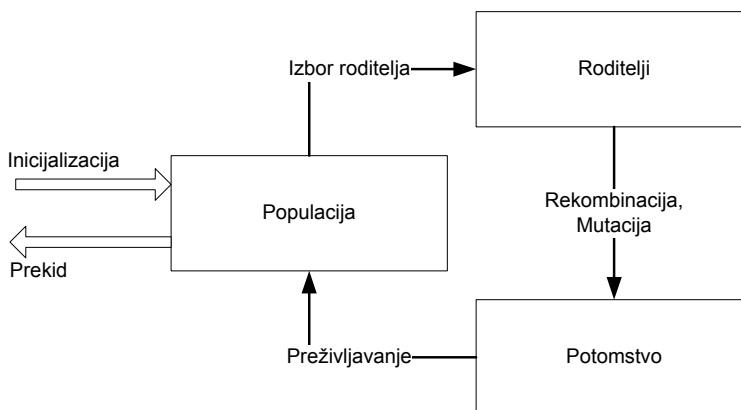 Izbor roditelja
Roditelji
Inicijalizacija
Populacija
Rekombinacija,
Mutacija
Prekid
Preživljavanje
Potomstvo